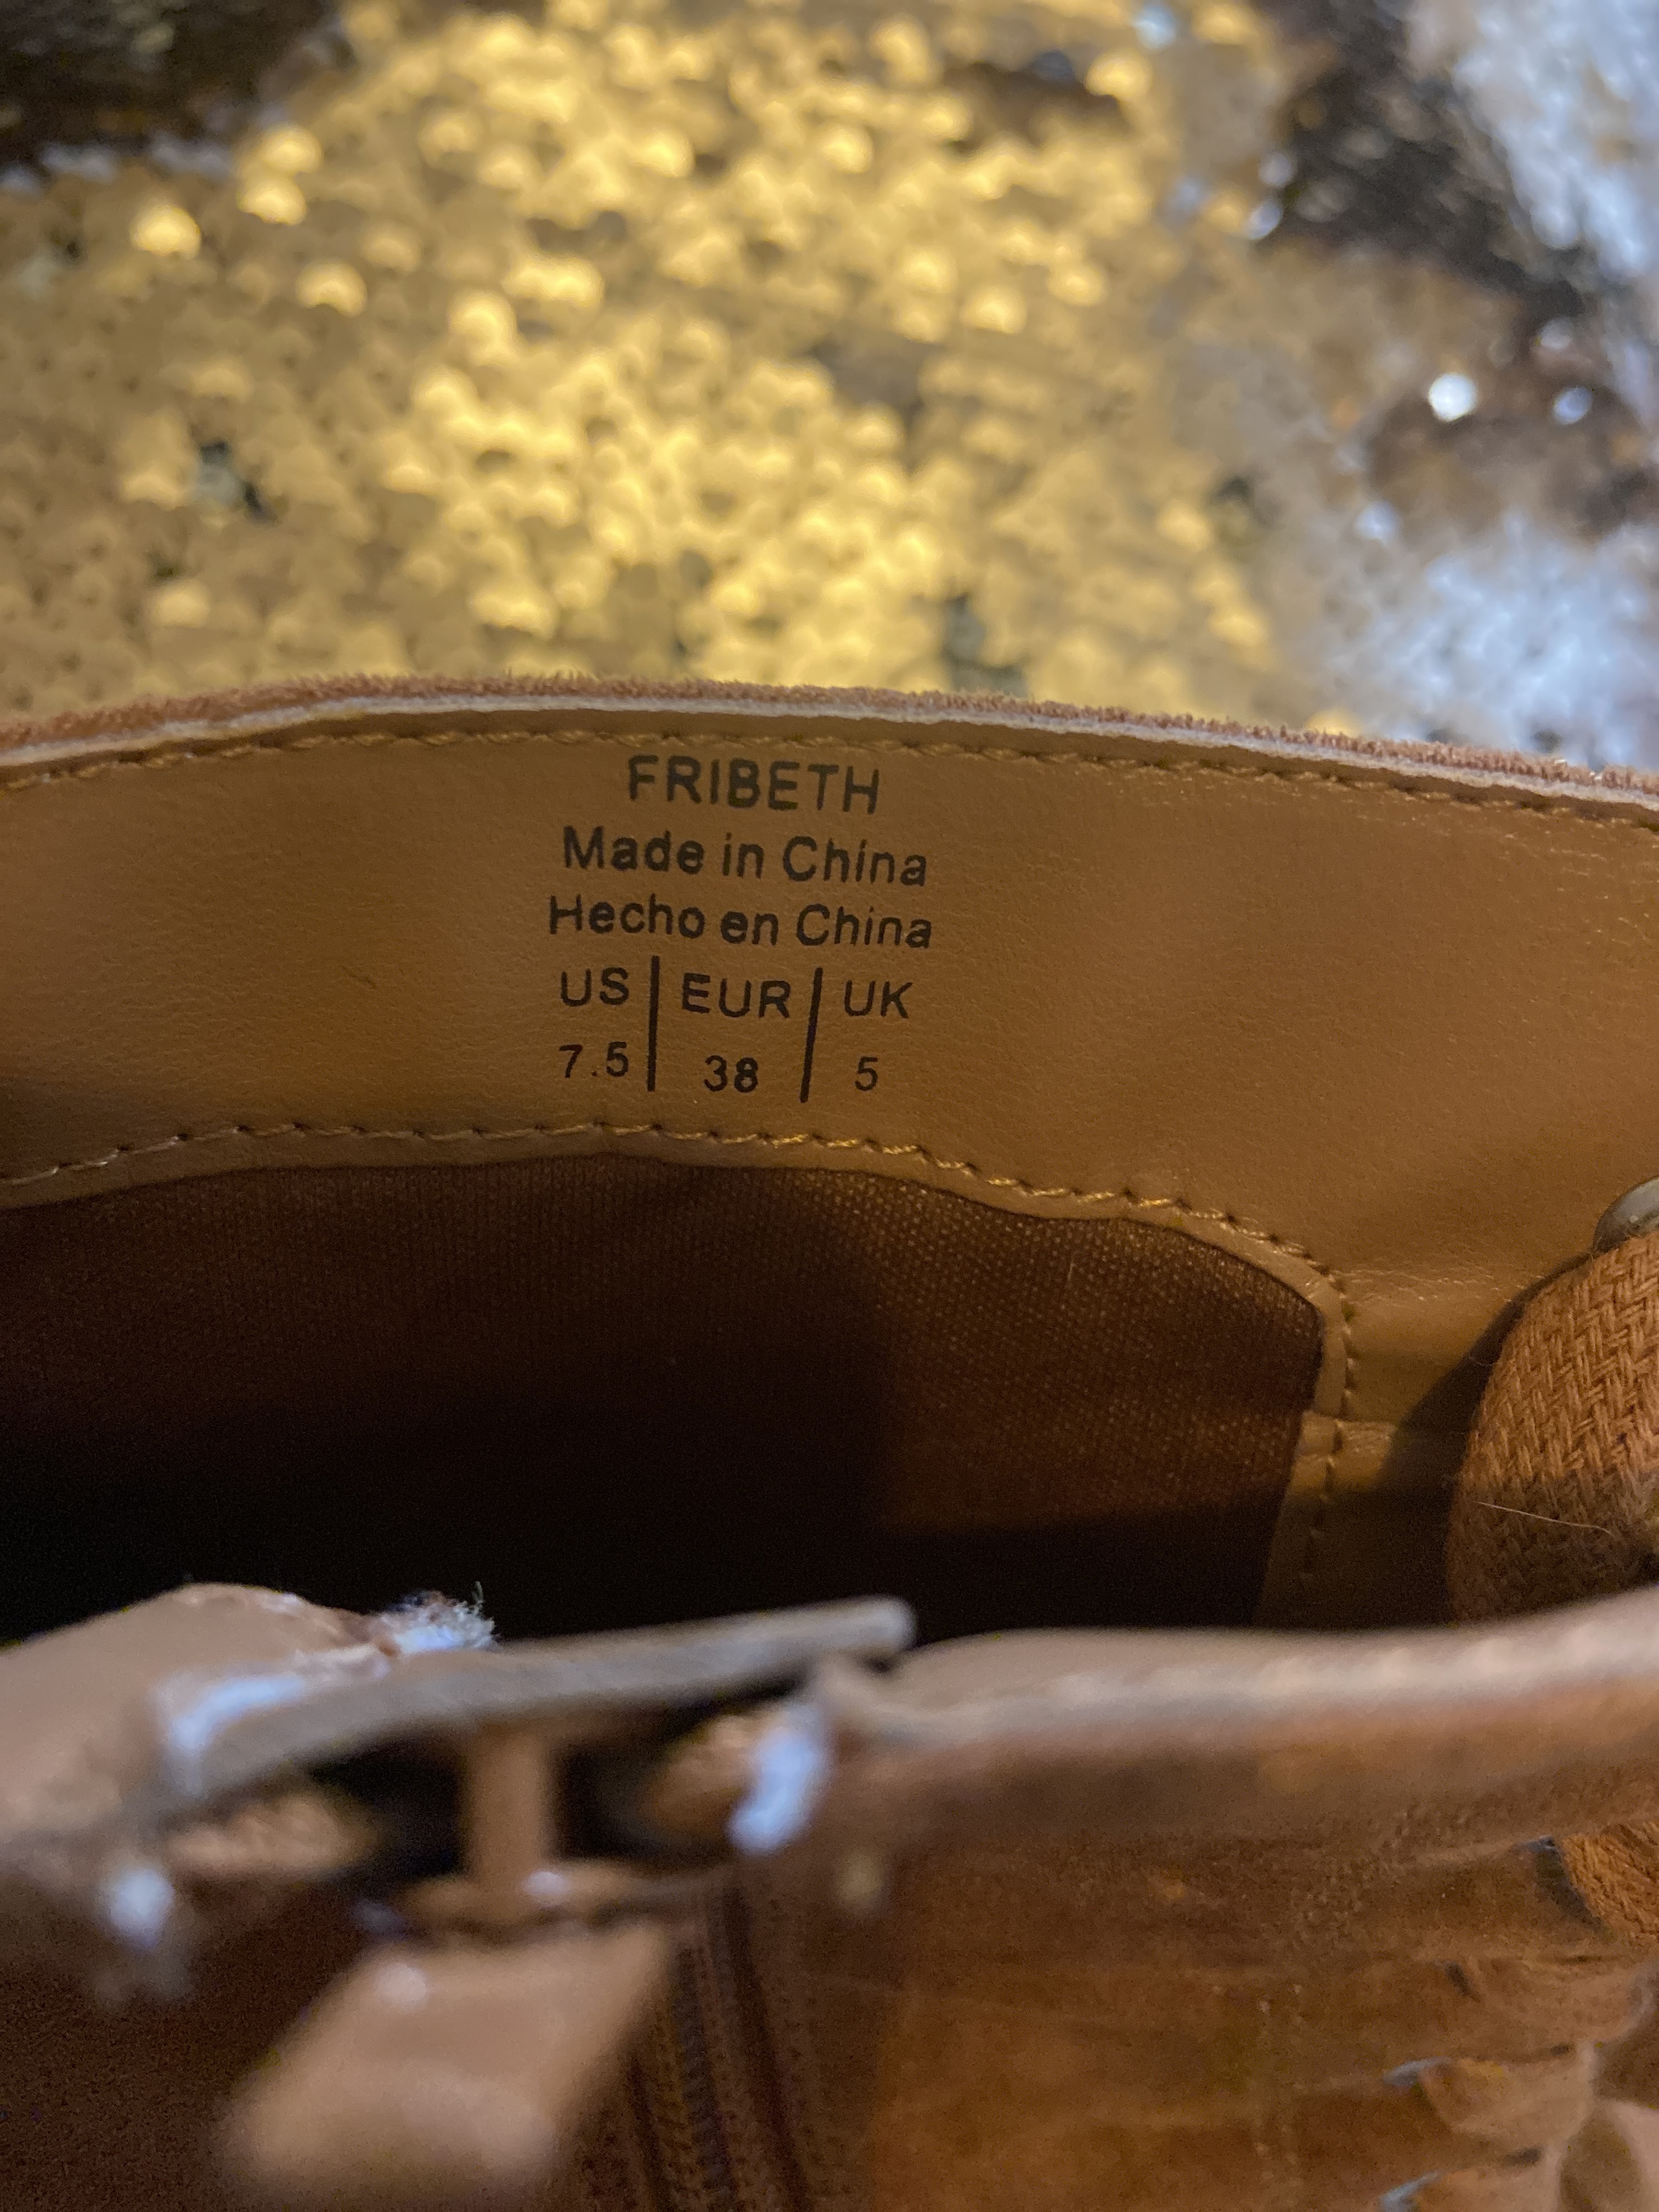 FRIBETH
Made in China
Hecho en China
US | EUR | UK
7.5 | 38 | 5